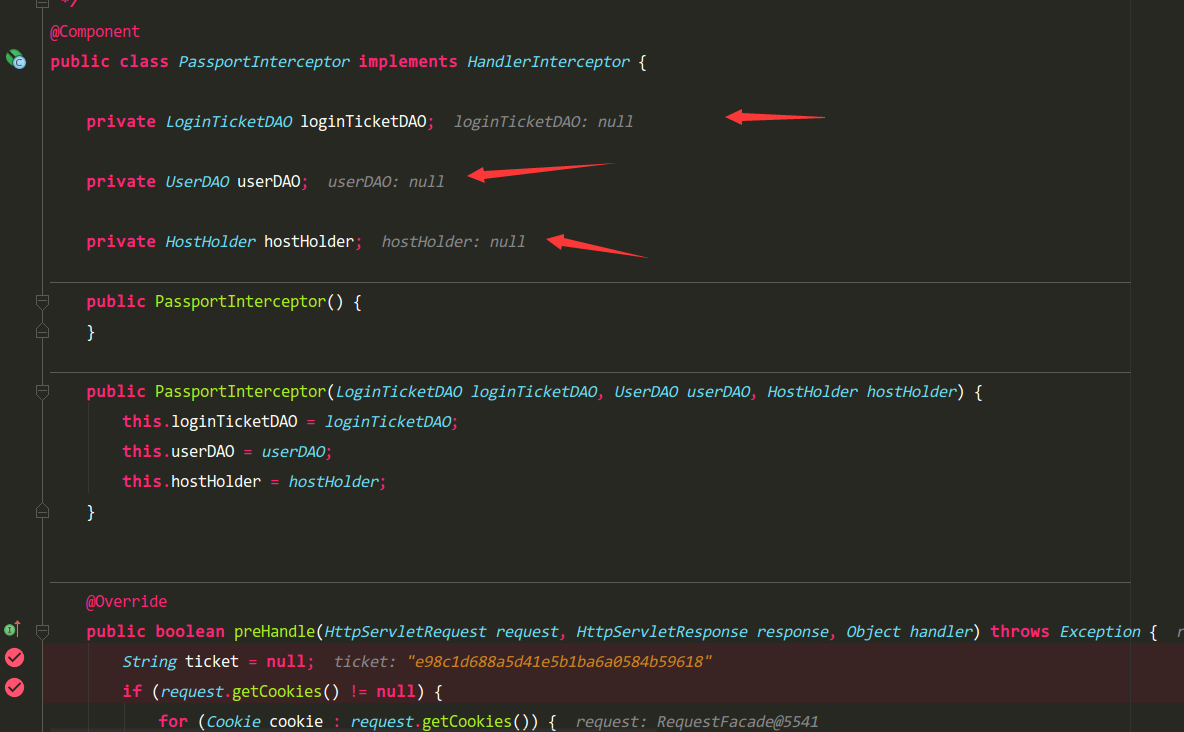 */
@Component
public class PassportInterceptor implements HandlerInterceptor {
private LoginTicketDAO loginTicketDAO; loginTicketDAO: null
private UserDAO userDAO; userDAO: null
private HostHolder hostHolder; hostHolder: null
public PassportInterceptor() {
}
public PassportInterceptor(LoginTicketDAO loginTicketDAO, UserDAO userDAO, HostHolder hostHolder) {
this.loginTicketDAO = loginTicketDAO;
this.userDAO = userDAO;
this.hostHolder = hostHolder;
}
@Override
public boolean preHandle(HttpServletRequest request, HttpServletResponse response, Object handler) throws Exception { r
String ticket = null; ticket: "e98c1d688a5d41e5b1ba6a0584b59618"
if (request.getCookies() != null) {
for (Cookie cookie : request.getCookies()) { request: RequestFacade@5541